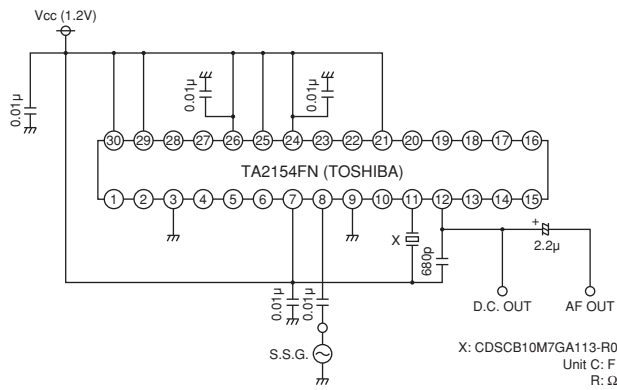 Vcc (1.2V)
0.01µ
0.01µ
0.01µ
30 29 28 27 26 25 24 23 22 21 20 19 18 17 16
TA2154FN (TOSHIBA)
1 2 3 4 5 6 7 8 9 10 11 12 13 14 15
X
680p
+
2.2µ
0.01µ
0.01µ
D.C. OUT
AF OUT
S.S.G.
X: CDSCB10M7GA113-R0
Unit C: F
R: Ω